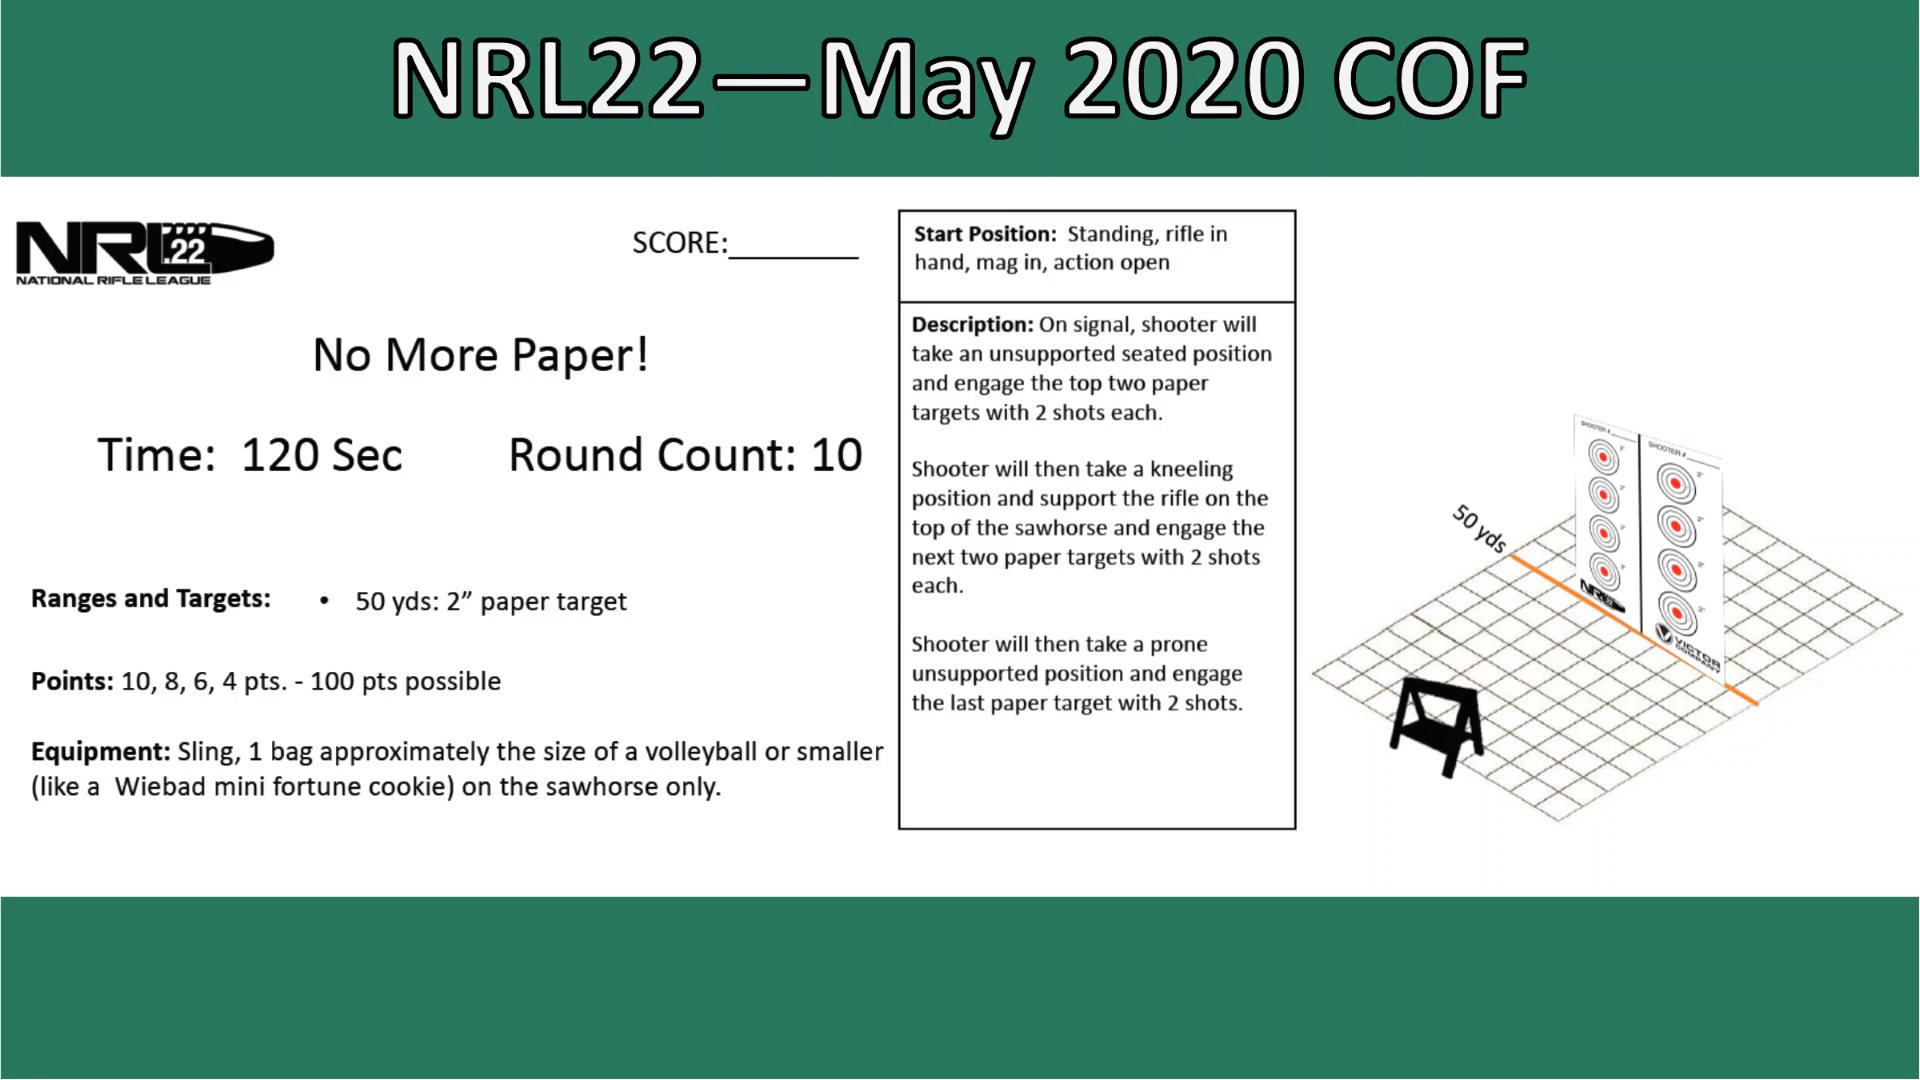 NRL22—May 2020 COF
NRL.22
NATIONAL RIFLE LEAGUE
SCORE:_________
No More Paper!
Time: 120 Sec
Round Count: 10
Ranges and Targets:
• 50 yds: 2” paper target
Points: 10, 8, 6, 4 pts. - 100 pts possible
Equipment: Sling, 1 bag approximately the size of a volleyball or smaller
(like a Wiebad mini fortune cookie) on the sawhorse only.
Start Position: Standing, rifle in
hand, mag in, action open
Description: On signal, shooter will
take an unsupported seated position
and engage the top two paper
targets with 2 shots each.
Shooter will then take a kneeling
position and support the rifle on the
top of the sawhorse and engage the
next two paper targets with 2 shots
each.
Shooter will then take a prone
unsupported position and engage
the last paper target with 2 shots.
50 yds
SHOOTER #
SHOOTER #
NRL
VICTOR
COMPANY